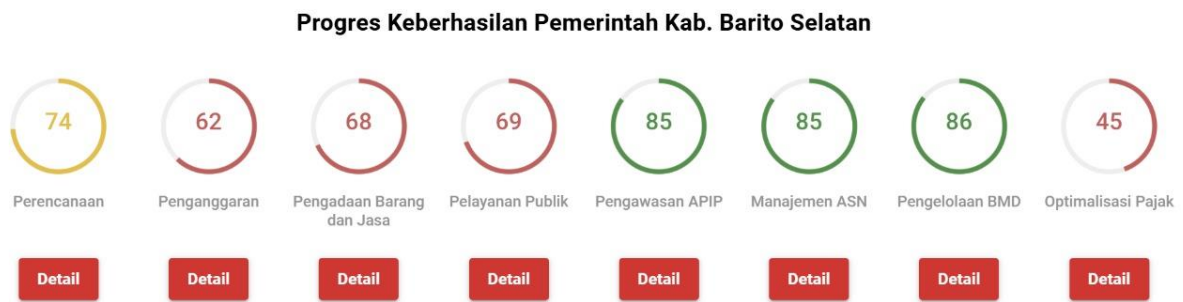 Progres Keberhasilan Pemerintah Kab. Barito Selatan
74
62
68
69
85
85
86
45
Perencanaan
Penganggaran
Pengadaan Barang
dan Jasa
Pelayanan Publik
Pengawasan APIP
Manajemen ASN
Pengelolaan BMD
Optimalisasi Pajak
Detail
Detail
Detail
Detail
Detail
Detail
Detail
Detail